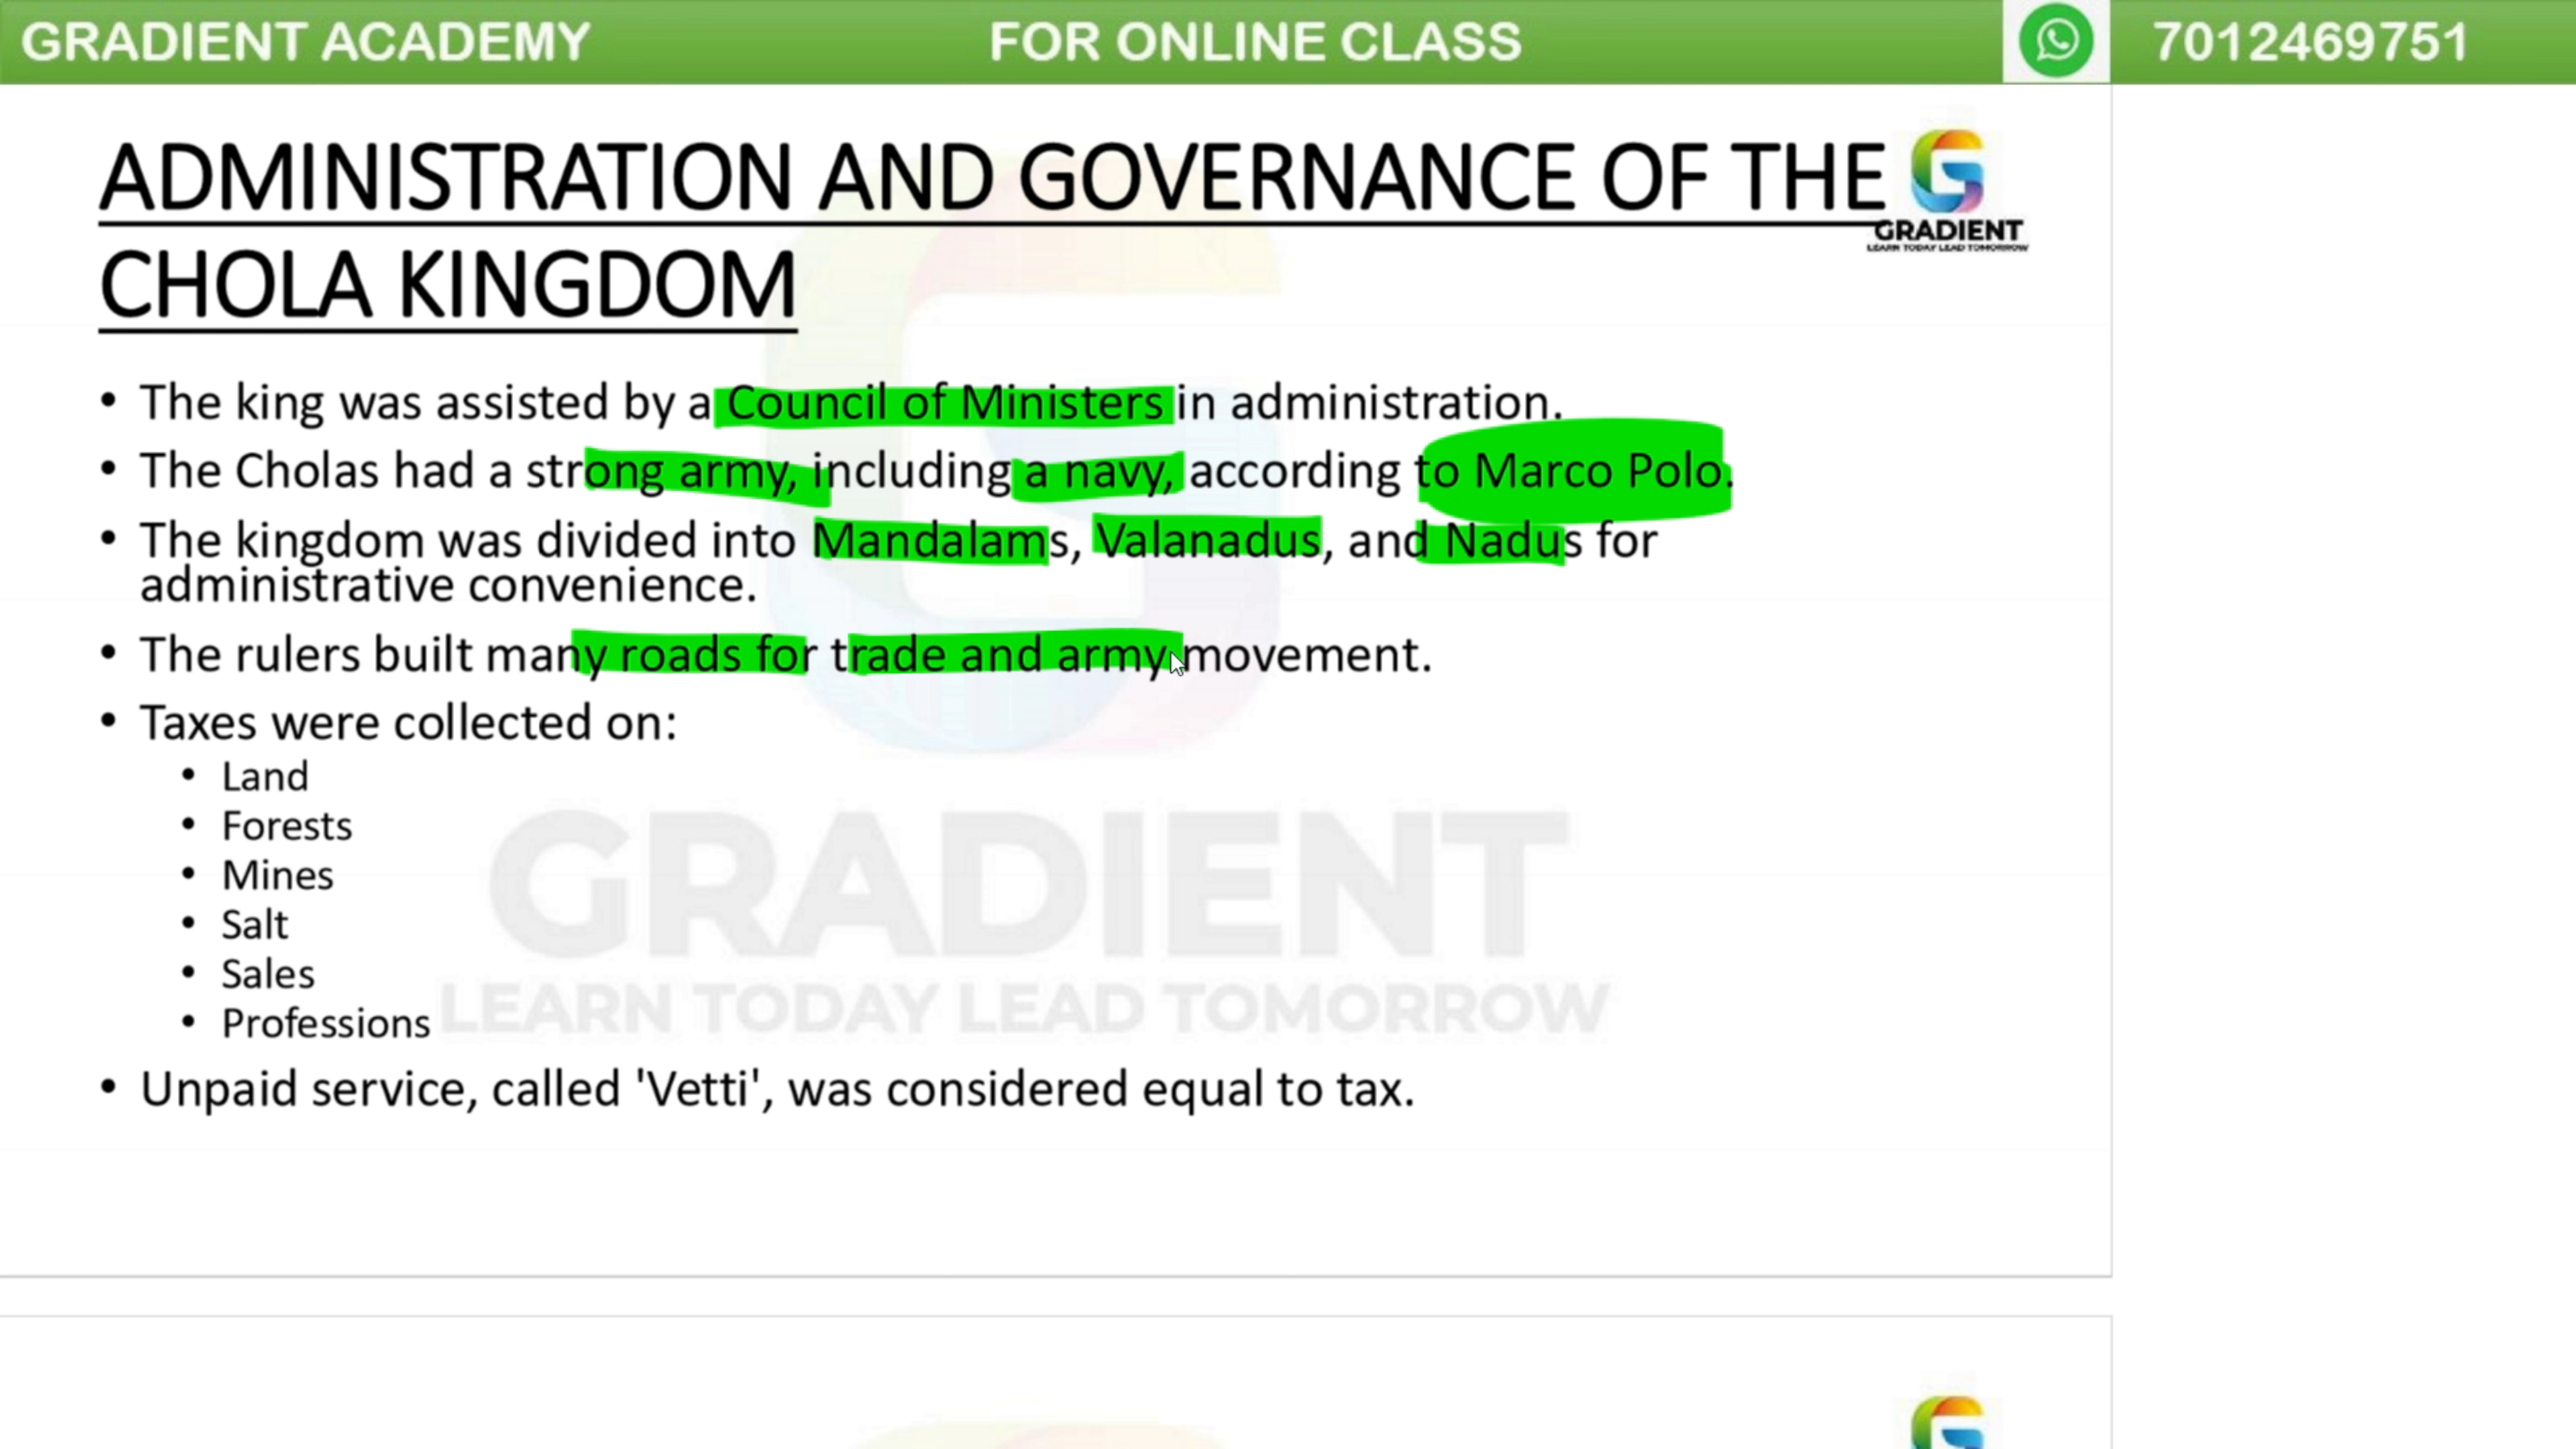 GRADIENT ACADEMY FOR ONLINE CLASS 7012469751
ADMINISTRATION AND GOVERNANCE OF THE
CHOLA KINGDOM
GRADIENT
LEARN TODAY LEAD TOMORROW
• The king was assisted by a Council of Ministers in administration.
• The Cholas had a strong army, including a navy, according to Marco Polo.
• The kingdom was divided into Mandalams, Valanadus, and Nadus for
administrative convenience.
• The rulers built many roads for trade and army movement.
• Taxes were collected on:
• Land
• Forests
• Mines
• Salt
• Sales
• Professions
GRADIENT
LEARN TODAY LEAD TOMORROW
• Unpaid service, called 'Vetti', was considered equal to tax.